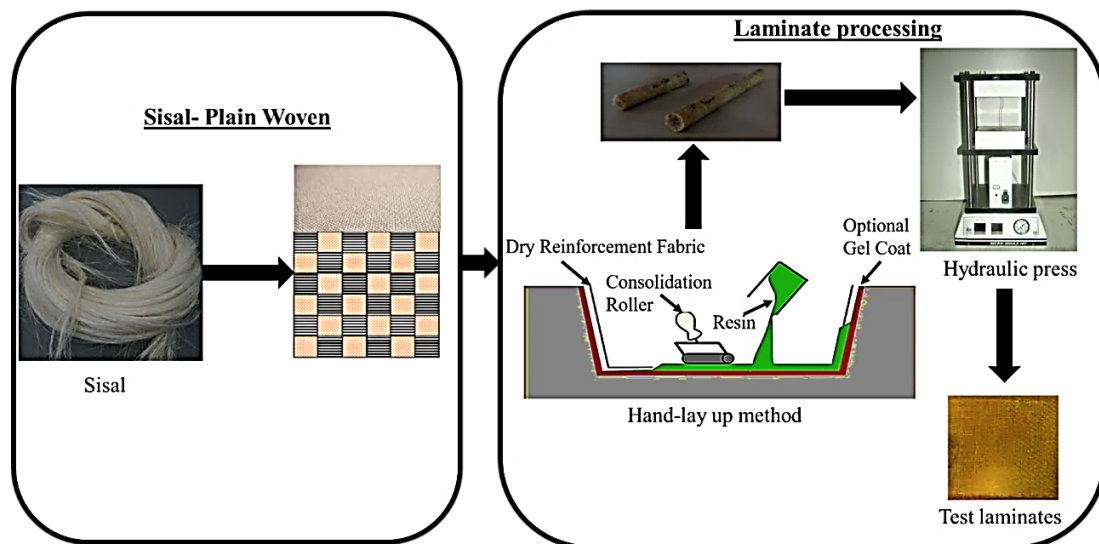 Sisal- Plain Woven
Sisal
Laminate processing
Dry Reinforcement Fabric
Consolidation
Roller
Resin
Optional
Gel Coat
Hand-lay up method
Hydraulic press
Test laminates